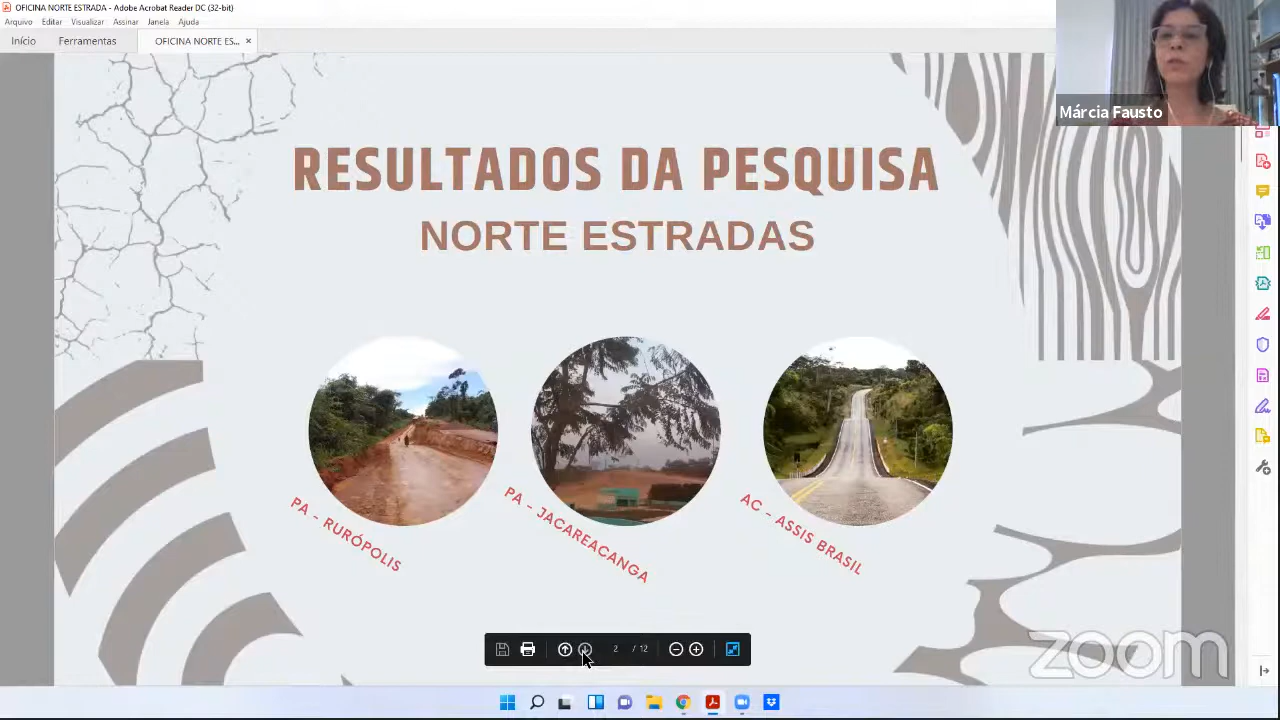 OFICINA NORTE ESTRADA - Adobe Acrobat Reader DC (32-bit)
Arquivo Editar Visualizar Assinar Janela Ajuda
Início Ferramentas OFICINA NORTE ES... ×
Márcia Fausto
RESULTADOS DA PESQUISA
NORTE ESTRADAS
PA - RURÓPOLIS
PA - JACAREACANGA
AC - ASSIS BRASIL
2 / 12
zoom